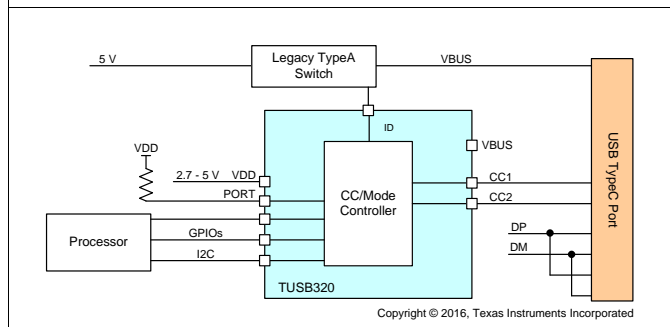 Legacy TypeA
Switch
5 V
VBUS
ID
VBUS
VDD
2.7 - 5 V VDD
PORT
CC/Mode
Controller
CC1
CC2
USB TypeC Port
Processor
GPIOs
I2C
DP
DM
TUSB320
Copyright © 2016, Texas Instruments Incorporated